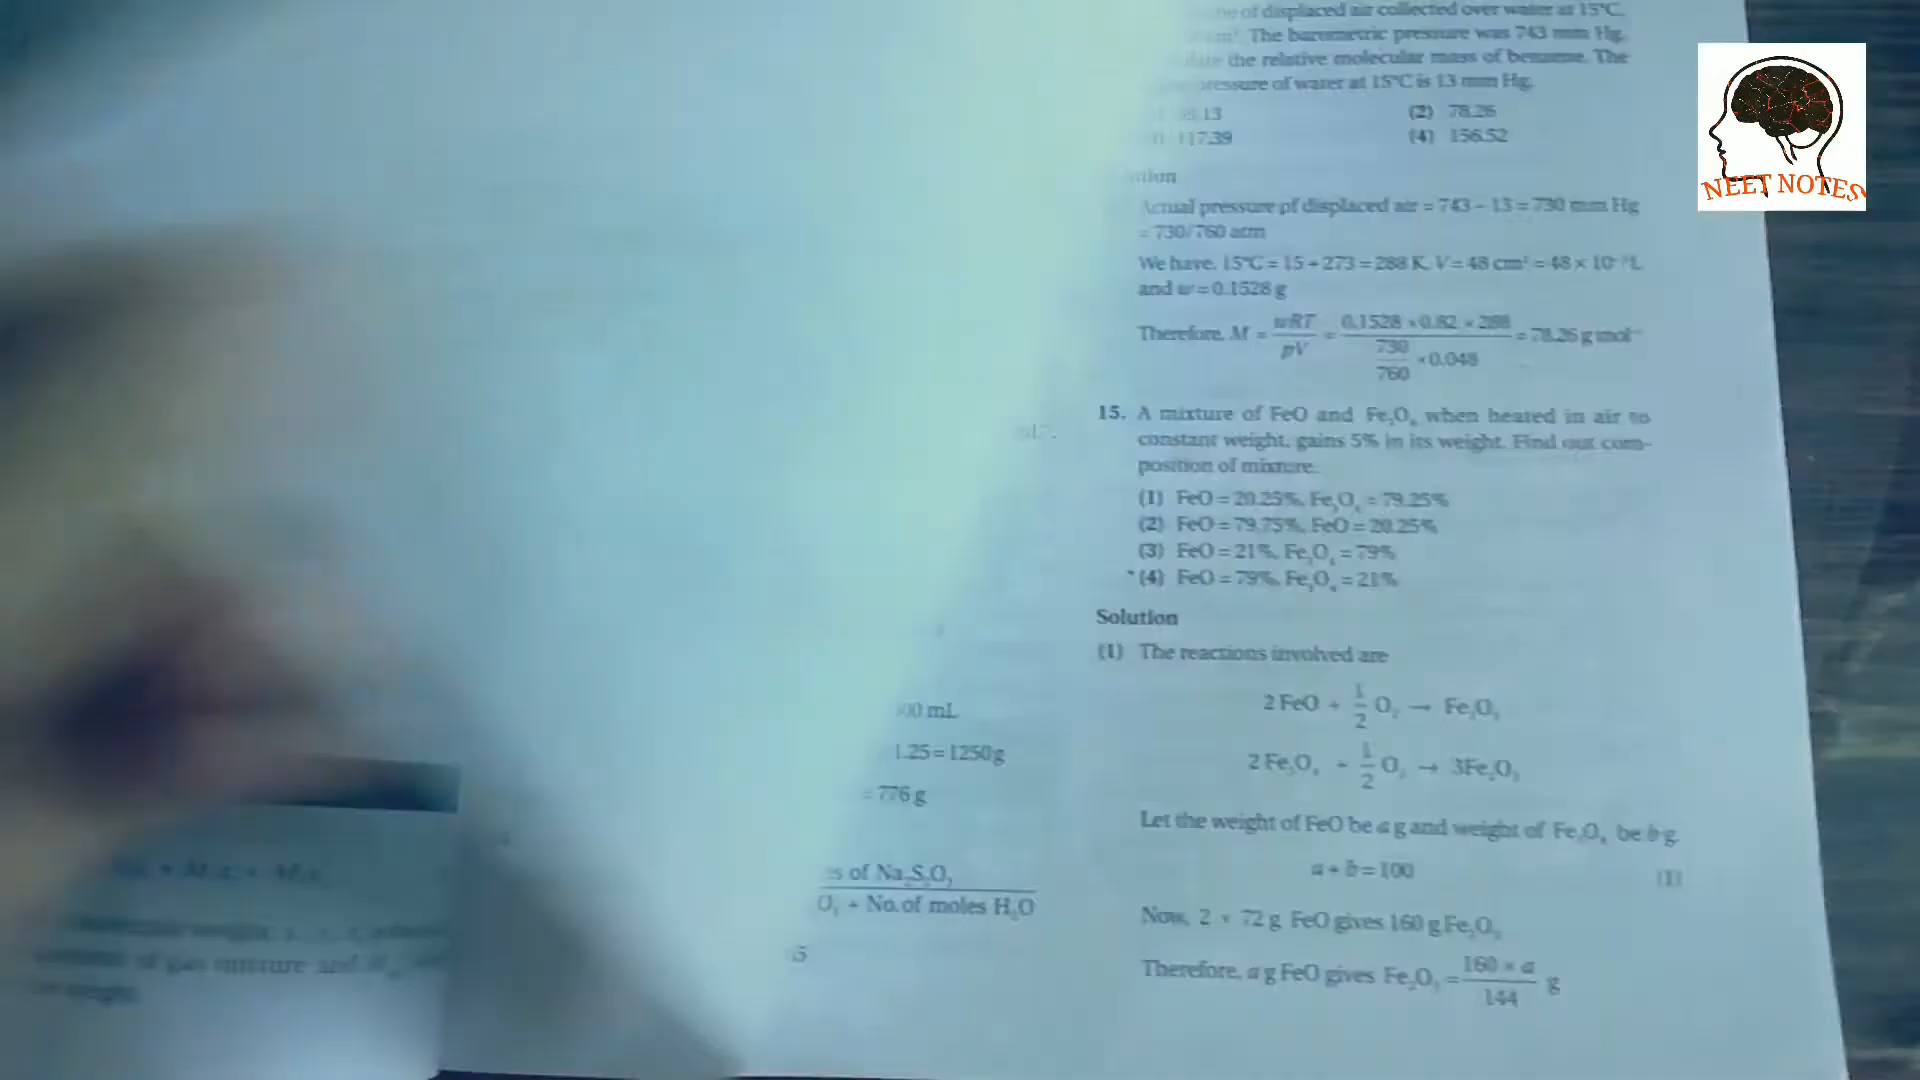 of displaced air collected over water at 15°C,
The barometric pressure was 743 mm Hg.
the relative molecular mass of benzene. The
pressure of water at 15°C is 13 mm Hg.
(2) 78.26
117.39 (4) 156.52
Actual pressure of displaced air = 743 – 13 = 730 mm Hg
= 730/760 atm
We have, 15°C = 15 + 273 = 288 K, V = 48 cm³ = 48 × 10⁻³ L
and w = 0.1528 g
Therefore, M = wRT/pV = (0.1528 × 0.82 × 288)/(730/760 × 0.048) = 78.26 g mol⁻¹
15. A mixture of FeO and Fe₃O₄ when heated in air to
constant weight, gains 5% in its weight. Find out com-
position of mixture.
(1) FeO = 20.25%, Fe₃O₄ = 79.25%
(2) FeO = 79.75%, FeO = 20.25%
(3) FeO = 21%, Fe₃O₄ = 79%
(4) FeO = 79%, Fe₃O₄ = 21%
Solution
(1) The reactions involved are
2 FeO + 1/2 O₂ → Fe₂O₃
2 Fe₃O₄ + 1/2 O₂ → 3Fe₂O₃
Let the weight of FeO be a g and weight of Fe₃O₄ be b g.
a + b = 100 (1)
Now, 2 × 72 g FeO gives 160 g Fe₂O₃
Therefore, a g FeO gives Fe₂O₃ = (160 × a)/144 g
00 mL
1.25 = 1250 g
= 776 g
s of Na₂S₂O₃
O₃ + No. of moles H₂O
5
of gas mixture and
NEET NOTES